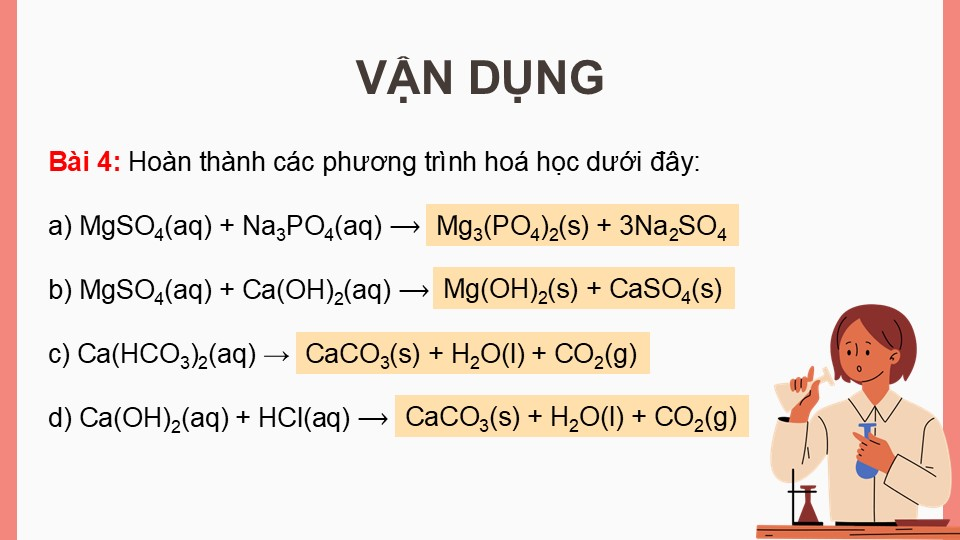 VẬN DỤNG
Bài 4: Hoàn thành các phương trình hoá học dưới đây:
a) MgSO₄(aq) + Na₃PO₄(aq) ⟶ Mg₃(PO₄)₂(s) + 3Na₂SO₄
b) MgSO₄(aq) + Ca(OH)₂(aq) ⟶ Mg(OH)₂(s) + CaSO₄(s)
c) Ca(HCO₃)₂(aq) → CaCO₃(s) + H₂O(l) + CO₂(g)
d) Ca(OH)₂(aq) + HCl(aq) ⟶ CaCO₃(s) + H₂O(l) + CO₂(g)